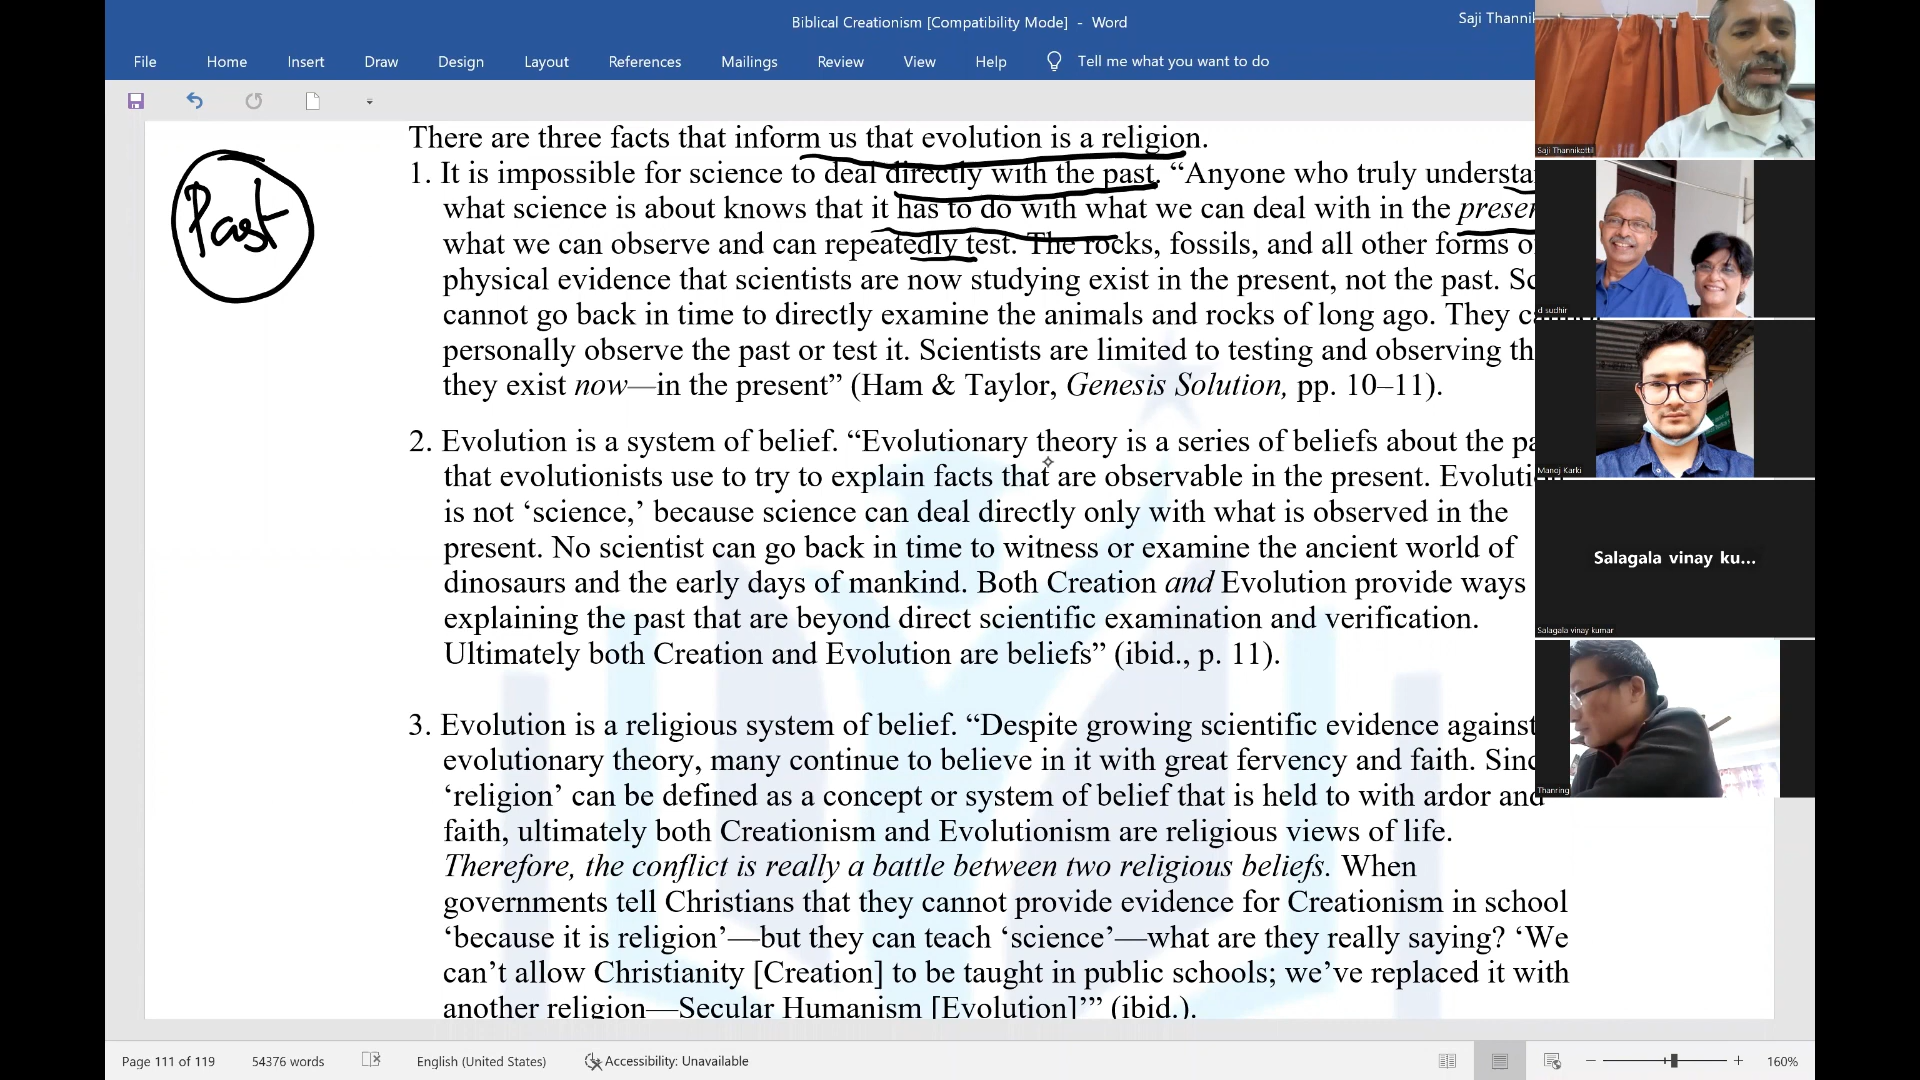 Biblical Creationism [Compatibility Mode] - Word
Saji
File Home Insert Draw Design Layout References Mailings Review View Help Tell me what you want to do
There are three facts that inform us that evolution is a religion.
1. It is impossible for science to deal directly with the past. “Anyone who truly
what science is about knows that it has to do with what we can deal with in the
what we can observe and can repeatedly test. The rocks, fossils, and all other forms
physical evidence that scientists are now studying exist in the present, not the past.
cannot go back in time to directly examine the animals and rocks of long ago. They
personally observe the past or test it. Scientists are limited to testing and observing
they exist now—in the present” (Ham & Taylor, Genesis Solution, pp. 10–11).
Past
2. Evolution is a system of belief. “Evolutionary theory is a series of beliefs about the
that evolutionists use to try to explain facts that are observable in the present.
is not ‘science,’ because science can deal directly only with what is observed in the
present. No scientist can go back in time to witness or examine the ancient world of
dinosaurs and the early days of mankind. Both Creation and Evolution provide ways
explaining the past that are beyond direct scientific examination and verification.
Ultimately both Creation and Evolution are beliefs” (ibid., p. 11).
3. Evolution is a religious system of belief. “Despite growing scientific evidence against
evolutionary theory, many continue to believe in it with great fervency and faith.
‘religion’ can be defined as a concept or system of belief that is held to with ardor and
faith, ultimately both Creationism and Evolutionism are religious views of life.
Therefore, the conflict is really a battle between two religious beliefs. When
governments tell Christians that they cannot provide evidence for Creationism in school
‘because it is religion’—but they can teach ‘science’—what are they really saying? ‘We
can’t allow Christianity [Creation] to be taught in public schools; we’ve replaced it with
another religion—Secular Humanism [Evolution]’” (ibid.).
Saji Thannikottil
d sudhir
Manoj Karki
Salagala vinay ku...
Salagala vinay kumar
Thanring
Page 111 of 119 54376 words English (United States) Accessibility: Unavailable 160%